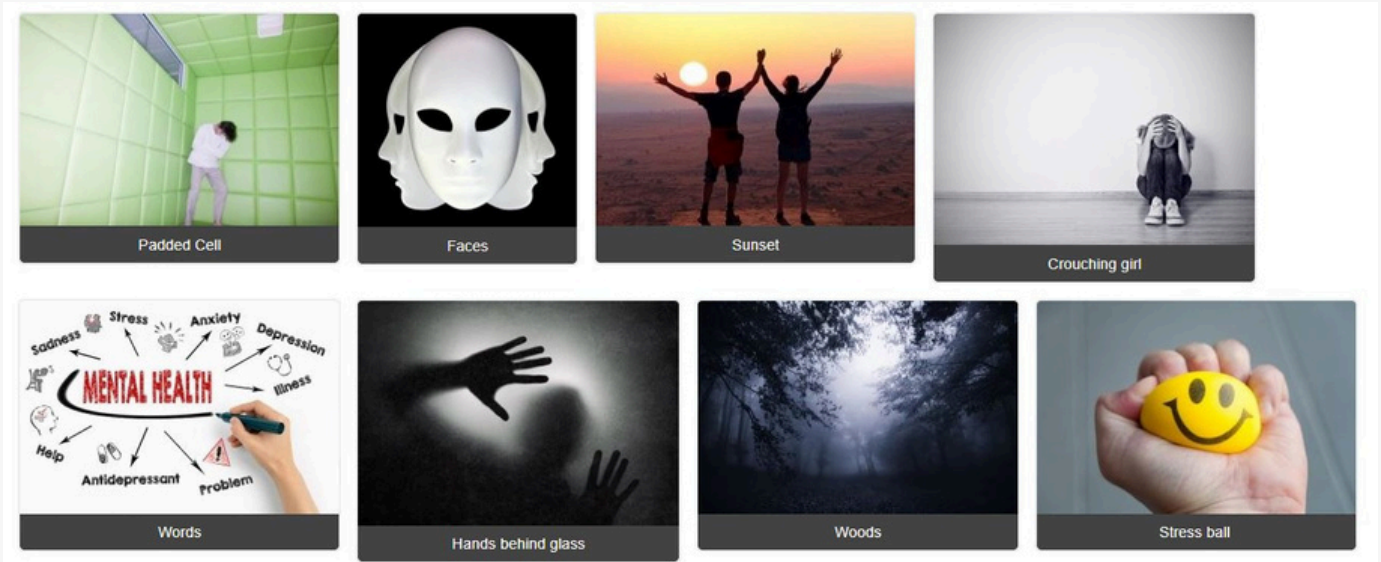 Padded Cell
Faces
Sunset
Crouching girl
Stress
Anxiety
Sadness
Depression
MENTAL HEALTH
Illness
Help
Antidepressant
Problem
Words
Hands behind glass
Woods
Stress ball